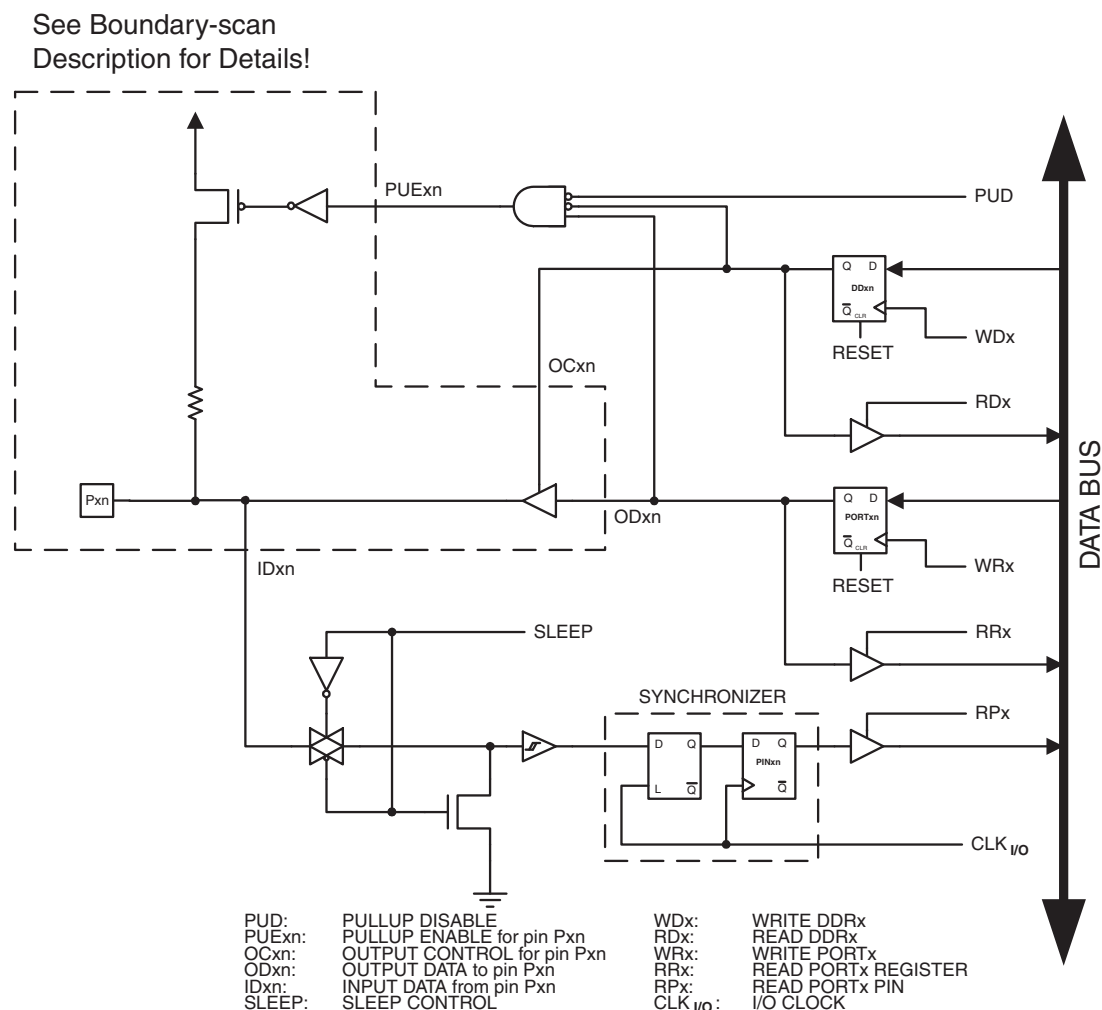 See Boundary-scan
Description for Details!
PUExn
PUD
Q D
DDxn
Q
CLR
WDx
RESET
OCxn
RDx
Pxn
ODxn
Q D
PORTxn
Q
CLR
IDxn
WRx
RESET
DATA BUS
SLEEP
RRx
SYNCHRONIZER
RPx
D Q
D Q
PINxn
L Q
Q
CLK I/O
PUD: PULLUP DISABLE
PUExn: PULLUP ENABLE for pin Pxn
OCxn: OUTPUT CONTROL for pin Pxn
ODxn: OUTPUT DATA to pin Pxn
IDxn: INPUT DATA from pin Pxn
SLEEP: SLEEP CONTROL
WDx: WRITE DDRx
RDx: READ DDRx
WRx: WRITE PORTx
RRx: READ PORTx REGISTER
RPx: READ PORTx PIN
CLK I/O: I/O CLOCK